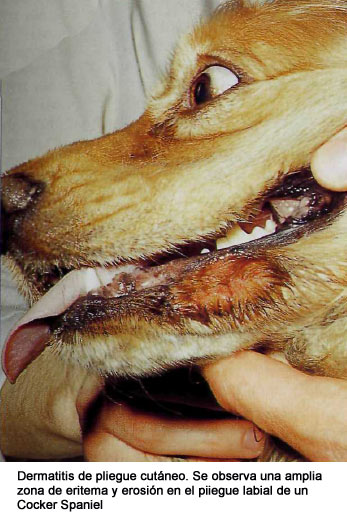 Dermatitis de pliegue cutáneo. Se observa una amplia
zona de eritema y erosión en el piiegue labial de un
Cocker Spaniel